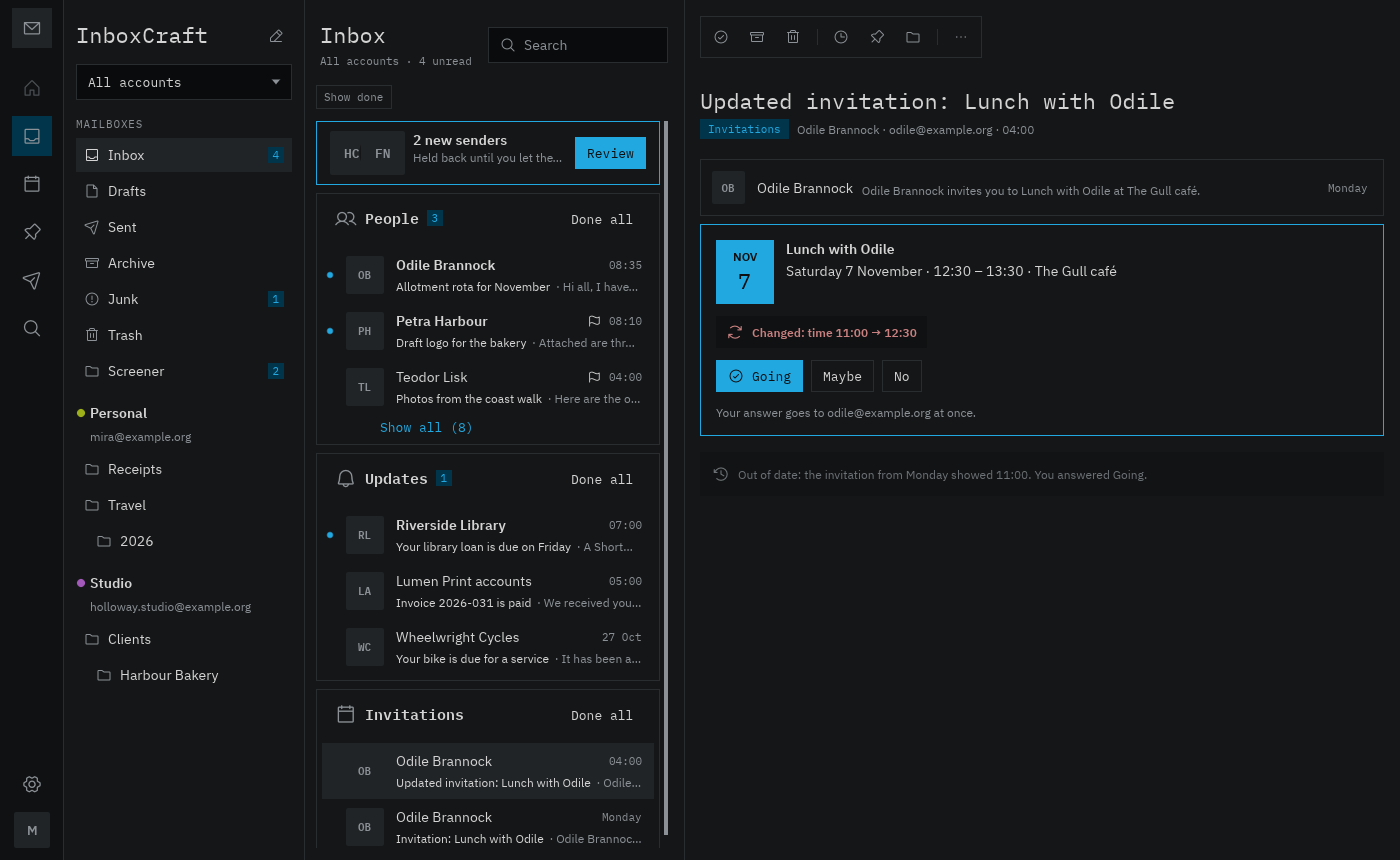 InboxCraft
All accounts
MAILBOXES
Inbox 4
Drafts
Sent
Archive
Junk 1
Trash
Screener 2
Personal
mira@example.org
Receipts
Travel
2026
Studio
holloway.studio@example.org
Clients
Harbour Bakery
M
Inbox
All accounts · 4 unread
Search
Show done
HC FN
2 new senders
Held back until you let the…
Review
People 3 Done all
OB Odile Brannock 08:35
Allotment rota for November · Hi all, I have…
PH Petra Harbour 08:10
Draft logo for the bakery · Attached are thr…
TL Teodor Lisk 04:00
Photos from the coast walk · Here are the o…
Show all (8)
Updates 1 Done all
RL Riverside Library 07:00
Your library loan is due on Friday · A Short…
LA Lumen Print accounts 05:00
Invoice 2026-031 is paid · We received you…
WC Wheelwright Cycles 27 Oct
Your bike is due for a service · It has been a…
Invitations Done all
OB Odile Brannock 04:00
Updated invitation: Lunch with Odile · Odile…
OB Odile Brannock Monday
Invitation: Lunch with Odile · Odile Brannoc…
Updated invitation: Lunch with Odile
Invitations Odile Brannock · odile@example.org · 04:00
OB Odile Brannock Odile Brannock invites you to Lunch with Odile at The Gull café. Monday
NOV
7
Lunch with Odile
Saturday 7 November · 12:30 – 13:30 · The Gull café
Changed: time 11:00 → 12:30
Going Maybe No
Your answer goes to odile@example.org at once.
Out of date: the invitation from Monday showed 11:00. You answered Going.